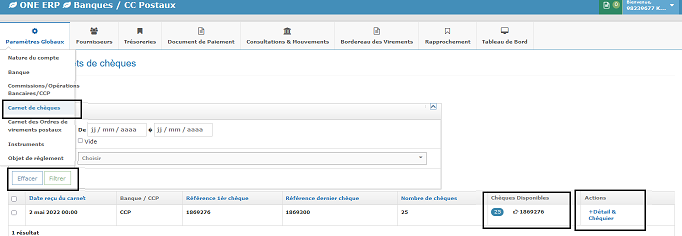 ONE ERP Banques / CC Postaux
0
Bienvenue,
98239677 K...
Paramètres Globaux
Fournisseurs
Trésoreries
Document de Paiement
Consultations & Mouvements
Bordereau des Virements
Rapprochement
Tableau de Bord
Nature du compte
ts de chèques
Banque
Commissions/Opérations
Bancaires/CCP
Carnet de chèques
Carnet des Ordres de
virements postaux
De jj / mm / aaaa jj / mm / aaaa
Vide
Instruments
Objet de règlement
Choisir
Effacer Filtrer
Date reçu du carnet Banque / CCP Référence 1èr chèque Référence dernier chèque Nombre de chèques Chèques Disponibles Actions
2 mai 2022 00:00 CCP 1869276 1869300 25 25 1869276 +Détail &
Chéquier
1 résultat